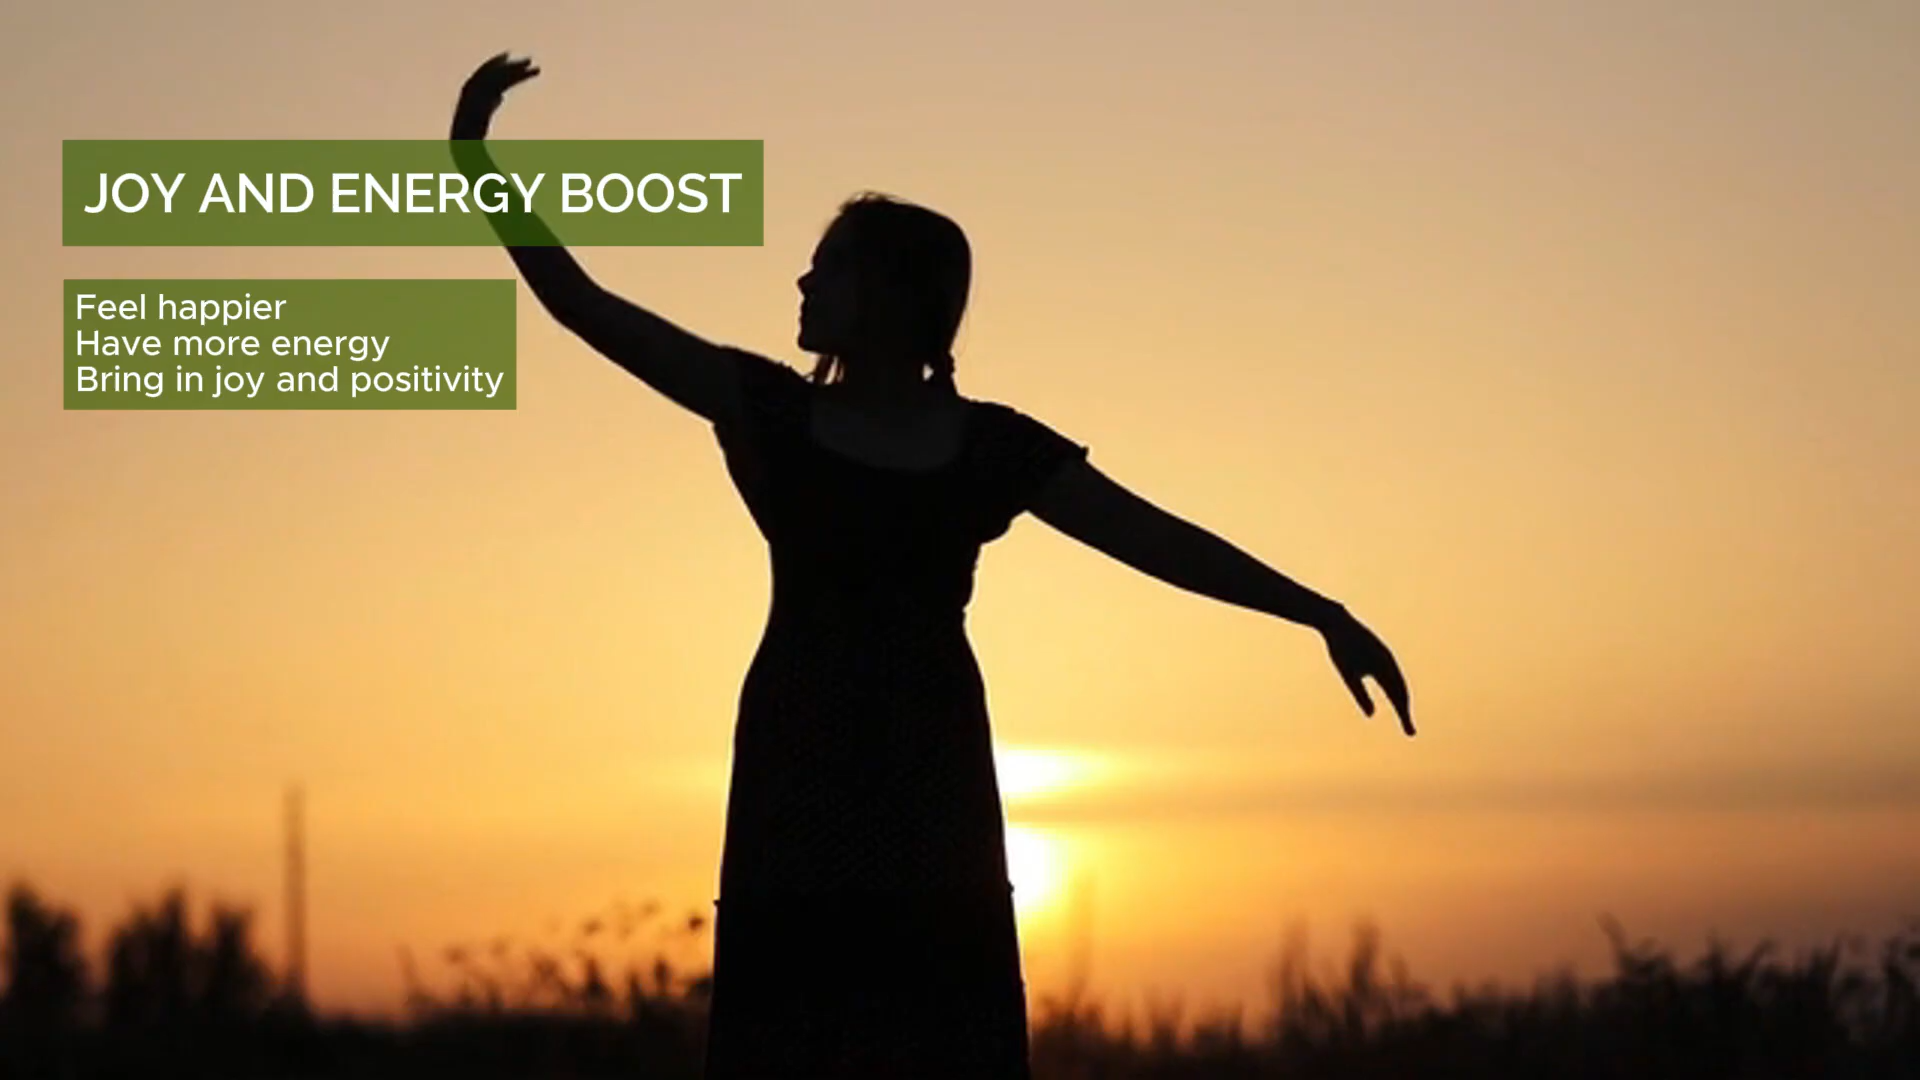 JOY AND ENERGY BOOST
Feel happier
Have more energy
Bring in joy and positivity